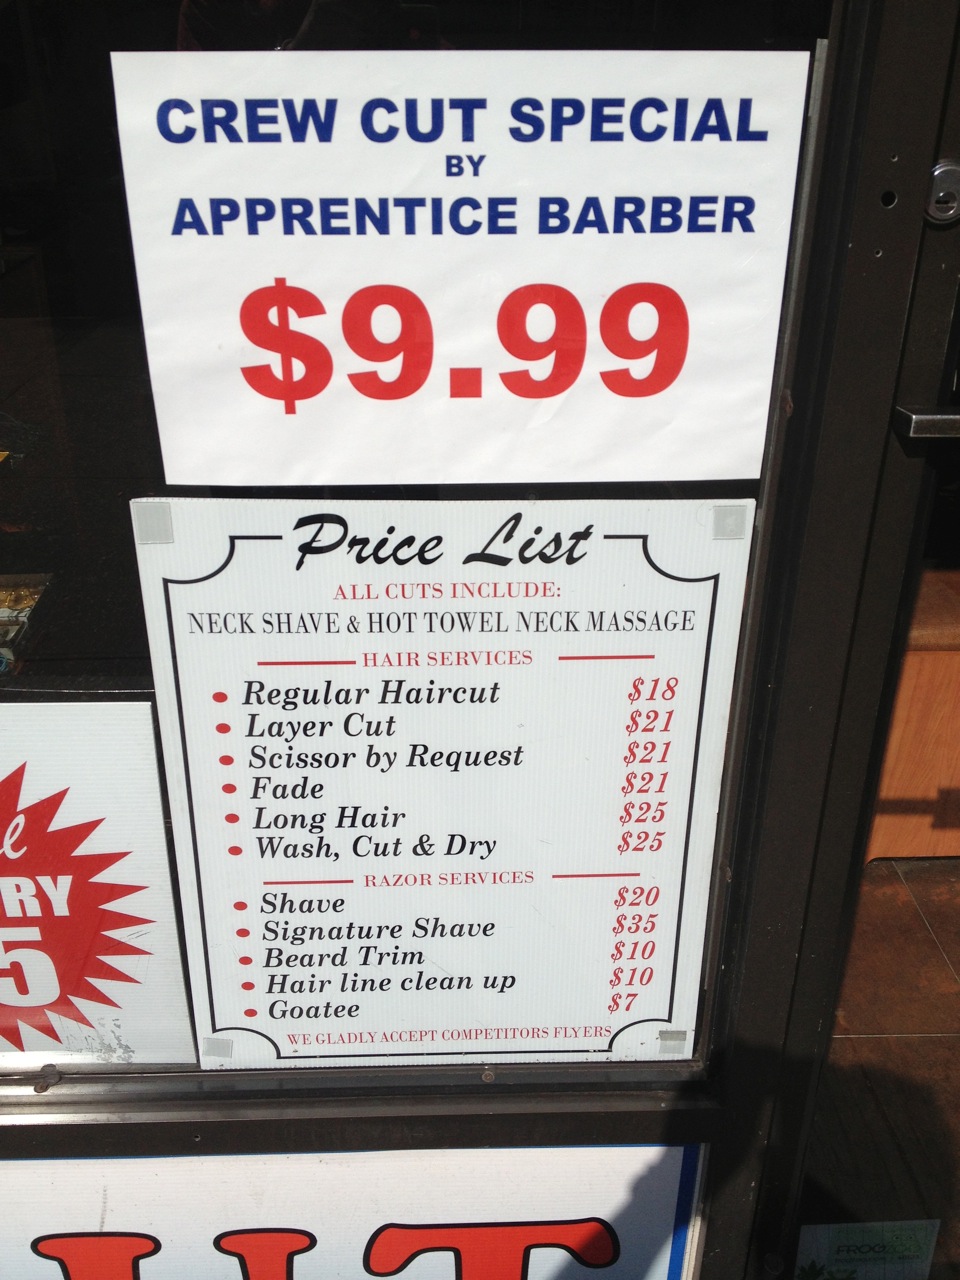 CREW CUT SPECIAL
BY
APPRENTICE BARBER
$9.99
Price List
ALL CUTS INCLUDE:
NECK SHAVE & HOT TOWEL NECK MASSAGE
HAIR SERVICES
• Regular Haircut $18
• Layer Cut $21
• Scissor by Request $21
• Fade $21
• Long Hair $25
• Wash, Cut & Dry $25
RAZOR SERVICES
• Shave $20
• Signature Shave $35
• Beard Trim $10
• Hair line clean up $10
• Goatee $7
WE GLADLY ACCEPT COMPETITORS FLYERS
RY
5
UT